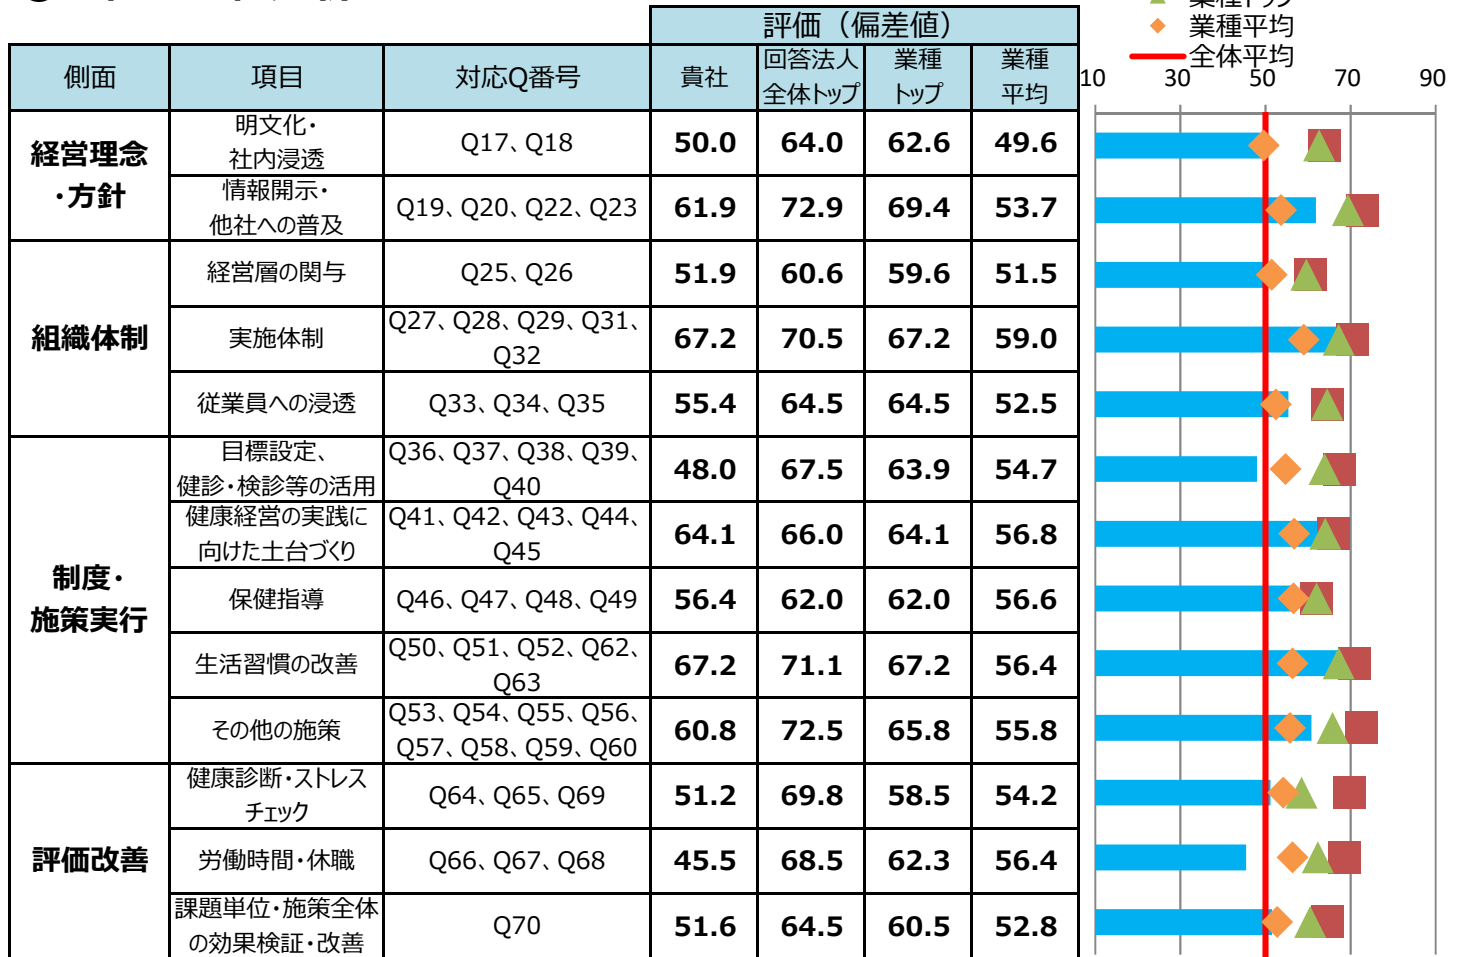 業種トップ
業種平均
全体平均
評価（偏差値）
側面 項目 対応Q番号 貴社 回答法人 業種 業種
全体トップ トップ 平均
10 30 50 70 90
経営理念
・方針
明文化・
社内浸透
Q17、Q18
50.0 64.0 62.6 49.6
情報開示・
他社への普及
Q19、Q20、Q22、Q23
61.9 72.9 69.4 53.7
組織体制
経営層の関与
Q25、Q26
51.9 60.6 59.6 51.5
実施体制
Q27、Q28、Q29、Q31、
Q32
67.2 70.5 67.2 59.0
従業員への浸透
Q33、Q34、Q35
55.4 64.5 64.5 52.5
制度・
施策実行
目標設定、
健診・検診等の活用
Q36、Q37、Q38、Q39、
Q40
48.0 67.5 63.9 54.7
健康経営の実践に
向けた土台づくり
Q41、Q42、Q43、Q44、
Q45
64.1 66.0 64.1 56.8
保健指導
Q46、Q47、Q48、Q49
56.4 62.0 62.0 56.6
生活習慣の改善
Q50、Q51、Q52、Q62、
Q63
67.2 71.1 67.2 56.4
その他の施策
Q53、Q54、Q55、Q56、
Q57、Q58、Q59、Q60
60.8 72.5 65.8 55.8
評価改善
健康診断・ストレス
チェック
Q64、Q65、Q69
51.2 69.8 58.5 54.2
労働時間・休職
Q66、Q67、Q68
45.5 68.5 62.3 56.4
課題単位・施策全体
の効果検証・改善
Q70
51.6 64.5 60.5 52.8